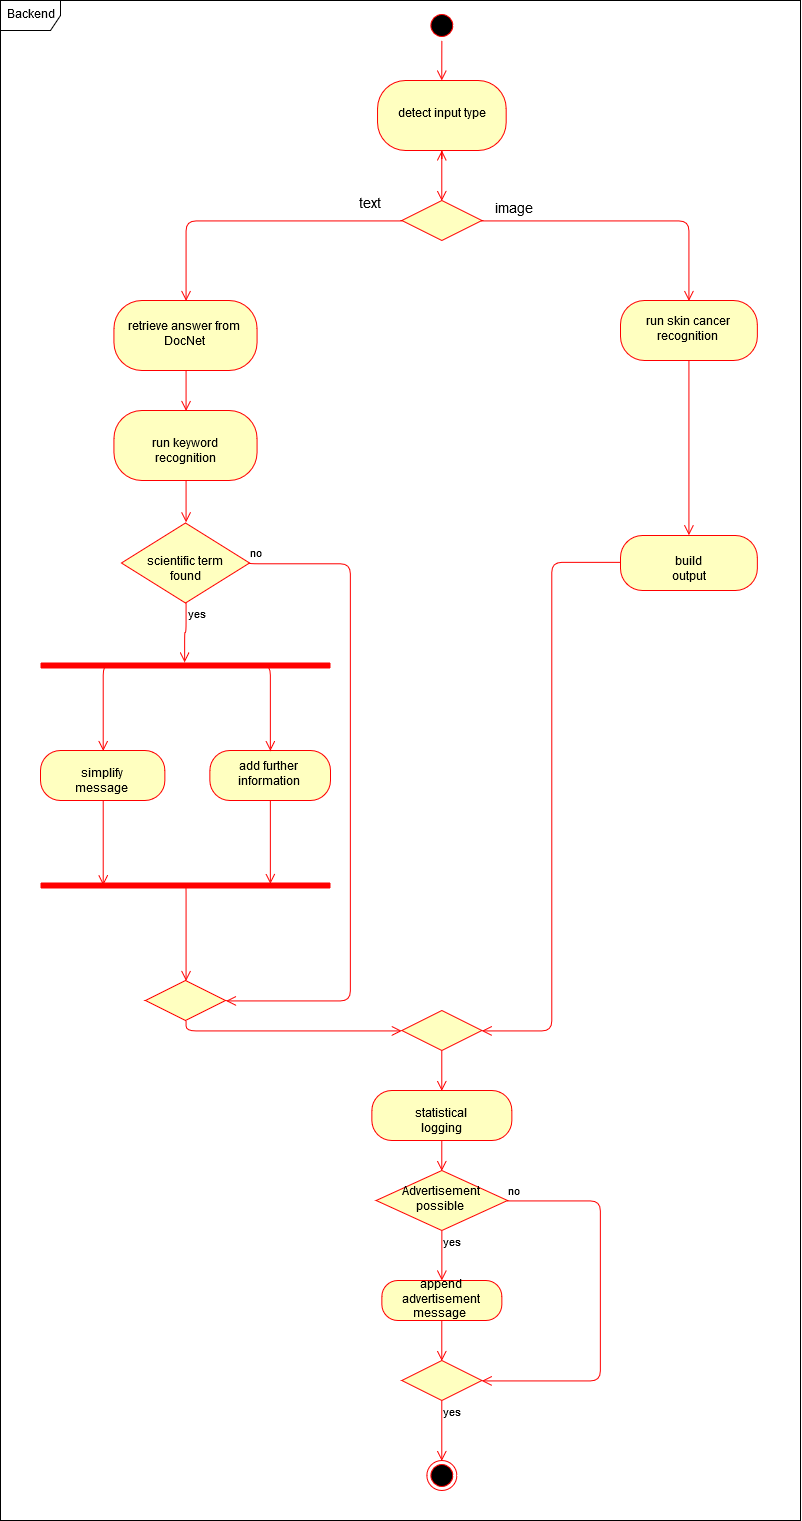 Backend
detect input type
text
image
retrieve answer from
DocNet
run skin cancer
recognition
run keyword
recognition
scientific term
found
no
yes
build
output
simplify
message
add further
information
statistical
logging
Advertisement
possible
no
yes
append
advertisement
message
yes